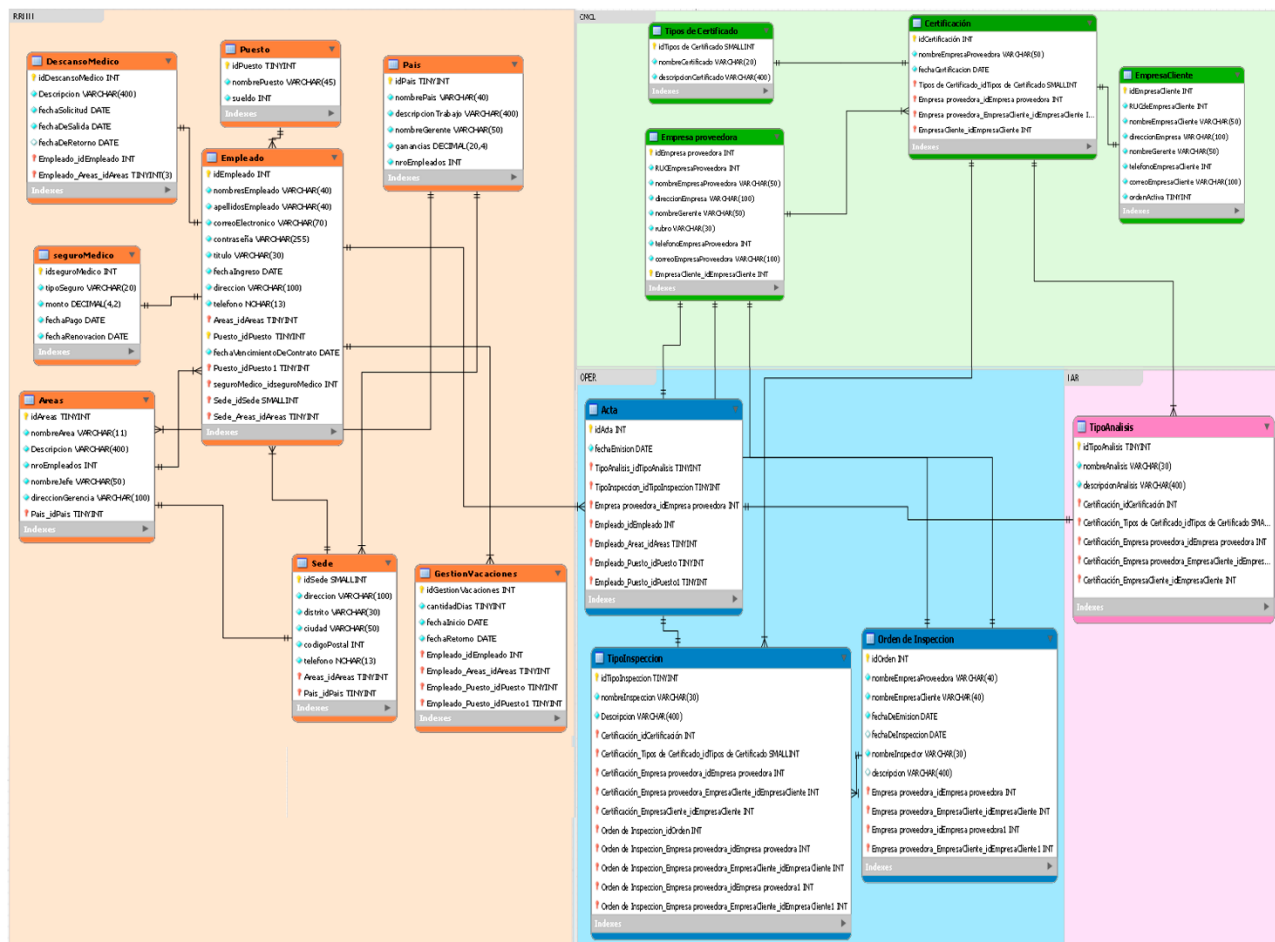 RRHHH
DescansoMedico
idDescansoMedico INT
Descripcion VARCHAR(400)
fechaSolicitud DATE
fechaDeSalida DATE
fechaDeRetorno DATE
Empleado_idEmpleado INT
Empleado_Areas_idAreas TINYINT(3)
Indexes
Puesto
idPuesto TINYINT
nombrePuesto VARCHAR(45)
sueldo INT
Indexes
Pais
idPais TINYINT
nombrePais VARCHAR(40)
descripcionTrabajo VARCHAR(400)
nombreGerente VARCHAR(50)
ganancias DECIMAL(20,4)
nroEmpleados INT
Indexes
Empleado
idEmpleado INT
nombresEmpleado VARCHAR(40)
apellidosEmpleado VARCHAR(40)
correoElectronico VARCHAR(70)
contraseña VARCHAR(255)
titulo VARCHAR(30)
fechaIngreso DATE
direccion VARCHAR(100)
telefono NCHAR(13)
Areas_idAreas TINYINT
Puesto_idPuesto TINYINT
fechaVencimientoDeContrato DATE
Puesto_idPuesto1 TINYINT
seguroMedico_idseguroMedico INT
Sede_idSede SMALLINT
Sede_Areas_idAreas TINYINT
Indexes
seguroMedico
idseguroMedico INT
tipoSeguro VARCHAR(20)
monto DECIMAL(4,2)
fechaPago DATE
fechaRenovacion DATE
Indexes
Areas
idAreas TINYINT
nombreArea VARCHAR(11)
Descripcion VARCHAR(400)
nroEmpleados INT
nombreJefe VARCHAR(50)
direccionGerencia VARCHAR(100)
Pais_idPais TINYINT
Indexes
Sede
idSede SMALLINT
direccion VARCHAR(100)
distrito VARCHAR(30)
ciudad VARCHAR(50)
codigoPostal INT
telefono NCHAR(13)
Areas_idAreas TINYINT
Pais_idPais TINYINT
Indexes
GestionVacaciones
idGestionVacaciones INT
cantidadDias TINYINT
fechaInicio DATE
fechaRetorno DATE
Empleado_idEmpleado INT
Empleado_Areas_idAreas TINYINT
Empleado_Puesto_idPuesto TINYINT
Empleado_Puesto_idPuesto1 TINYINT
Indexes
CNCL
Tipos de Certificado
idTipos de Certificado SMALLINT
nombreCertificado VARCHAR(20)
descripcionCertificado VARCHAR(400)
Indexes
Certificación
idCertificación INT
nombreEmpresaProveedora VARCHAR(50)
fechaCertificacion DATE
Tipos de Certificado_idTipos de Certificado SMALLINT
Empresa proveedora_idEmpresa proveedora INT
Empresa proveedora_EmpresaCliente_idEmpresaCliente I...
EmpresaCliente_idEmpresaCliente INT
Indexes
EmpresaCliente
idEmpresaCliente INT
RUCdeEmpresaCliente INT
nombreEmpresaCliente VARCHAR(50)
direccionEmpresa VARCHAR(100)
nombreGerente VARCHAR(50)
telefonoEmpresaCliente INT
correoEmpresaCliente VARCHAR(100)
ordenActiva TINYINT
Indexes
Empresa proveedora
idEmpresa proveedora INT
RUCEmpresaProveedora INT
nombreEmpresaProveedora VARCHAR(50)
direccionEmpresa VARCHAR(100)
nombreGerente VARCHAR(50)
rubro VARCHAR(30)
telefonoEmpresaProveedora INT
correoEmpresaProveedora VARCHAR(100)
EmpresaCliente_idEmpresaCliente INT
Indexes
OPER
Acta
idActa INT
fechaEmision DATE
TipoAnalisis_idTipoAnalisis TINYINT
TipoInspeccion_idTipoInspeccion TINYINT
Empresa proveedora_idEmpresa proveedora INT
Empleado_idEmpleado INT
Empleado_Areas_idAreas TINYINT
Empleado_Puesto_idPuesto TINYINT
Empleado_Puesto_idPuesto1 TINYINT
Indexes
TipoInspeccion
idTipoInspeccion TINYINT
nombreInspeccion VARCHAR(30)
Descripcion VARCHAR(400)
Certificación_idCertificación INT
Certificación_Tipos de Certificado_idTipos de Certificado SMALLINT
Certificación_Empresa proveedora_idEmpresa proveedora INT
Certificación_Empresa proveedora_EmpresaCliente_idEmpresaCliente INT
Certificación_EmpresaCliente_idEmpresaCliente INT
Orden de Inspeccion_idOrden INT
Orden de Inspeccion_Empresa proveedora_idEmpresa proveedora INT
Orden de Inspeccion_Empresa proveedora_EmpresaCliente_idEmpresaCliente INT
Orden de Inspeccion_Empresa proveedora_idEmpresa proveedora1 INT
Orden de Inspeccion_Empresa proveedora_EmpresaCliente_idEmpresaCliente1 INT
Indexes
Orden de Inspeccion
idOrden INT
nombreEmpresaProveedora VARCHAR(40)
nombreEmpresaCliente VARCHAR(40)
fechaDeEmision DATE
fechaDeInspeccion DATE
nombreInspector VARCHAR(30)
descripcion VARCHAR(400)
Empresa proveedora_idEmpresa proveedora INT
Empresa proveedora_EmpresaCliente_idEmpresaCliente INT
Empresa proveedora_idEmpresa proveedora1 INT
Empresa proveedora_EmpresaCliente_idEmpresaCliente1 INT
Indexes
IAR
TipoAnalisis
idTipoAnalisis TINYINT
nombreAnalisis VARCHAR(30)
descripcionAnalisis VARCHAR(400)
Certificación_idCertificación INT
Certificación_Tipos de Certificado_idTipos de Certificado SMA...
Certificación_Empresa proveedora_idEmpresa proveedora INT
Certificación_Empresa proveedora_EmpresaCliente_idEmpres...
Certificación_EmpresaCliente_idEmpresaCliente INT
Indexes